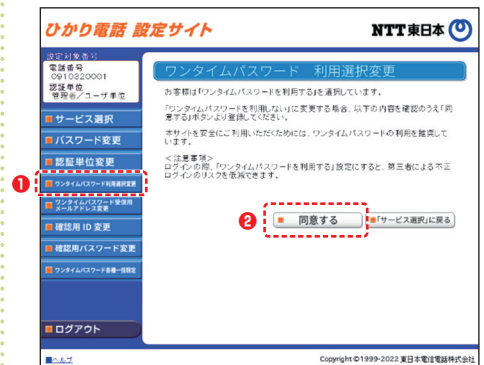 ひかり電話 設定サイト
NTT東日本
設定対象番号
電話番号
0910320001
認証単位
管理者／ユーザ単位
サービス選択
パスワード変更
認証単位変更
❶
ワンタイムパスワード利用選択変更
ワンタイムパスワード受信用
メールアドレス変更
確認用 ID 変更
確認用パスワード変更
ワンタイムパスワード各種一括設定
ログアウト
ヘルプ
ワンタイムパスワード 利用選択変更
お客様は「ワンタイムパスワードを利用する」を選択しています。
「ワンタイムパスワードを利用しない」に変更する場合、以下の内容を確認のうえ「同
意する」ボタンより登録してください。
本サイトを安全にご利用いただくためには、ワンタイムパスワードの利用を推奨して
います。
＜注意事項＞
ログインの際、「ワンタイムパスワードを利用する」設定にすると、第三者による不正
ログインのリスクを低減できます。
❷
同意する
「サービス選択」に戻る
Copyright©1999-2022 東日本電信電話株式会社